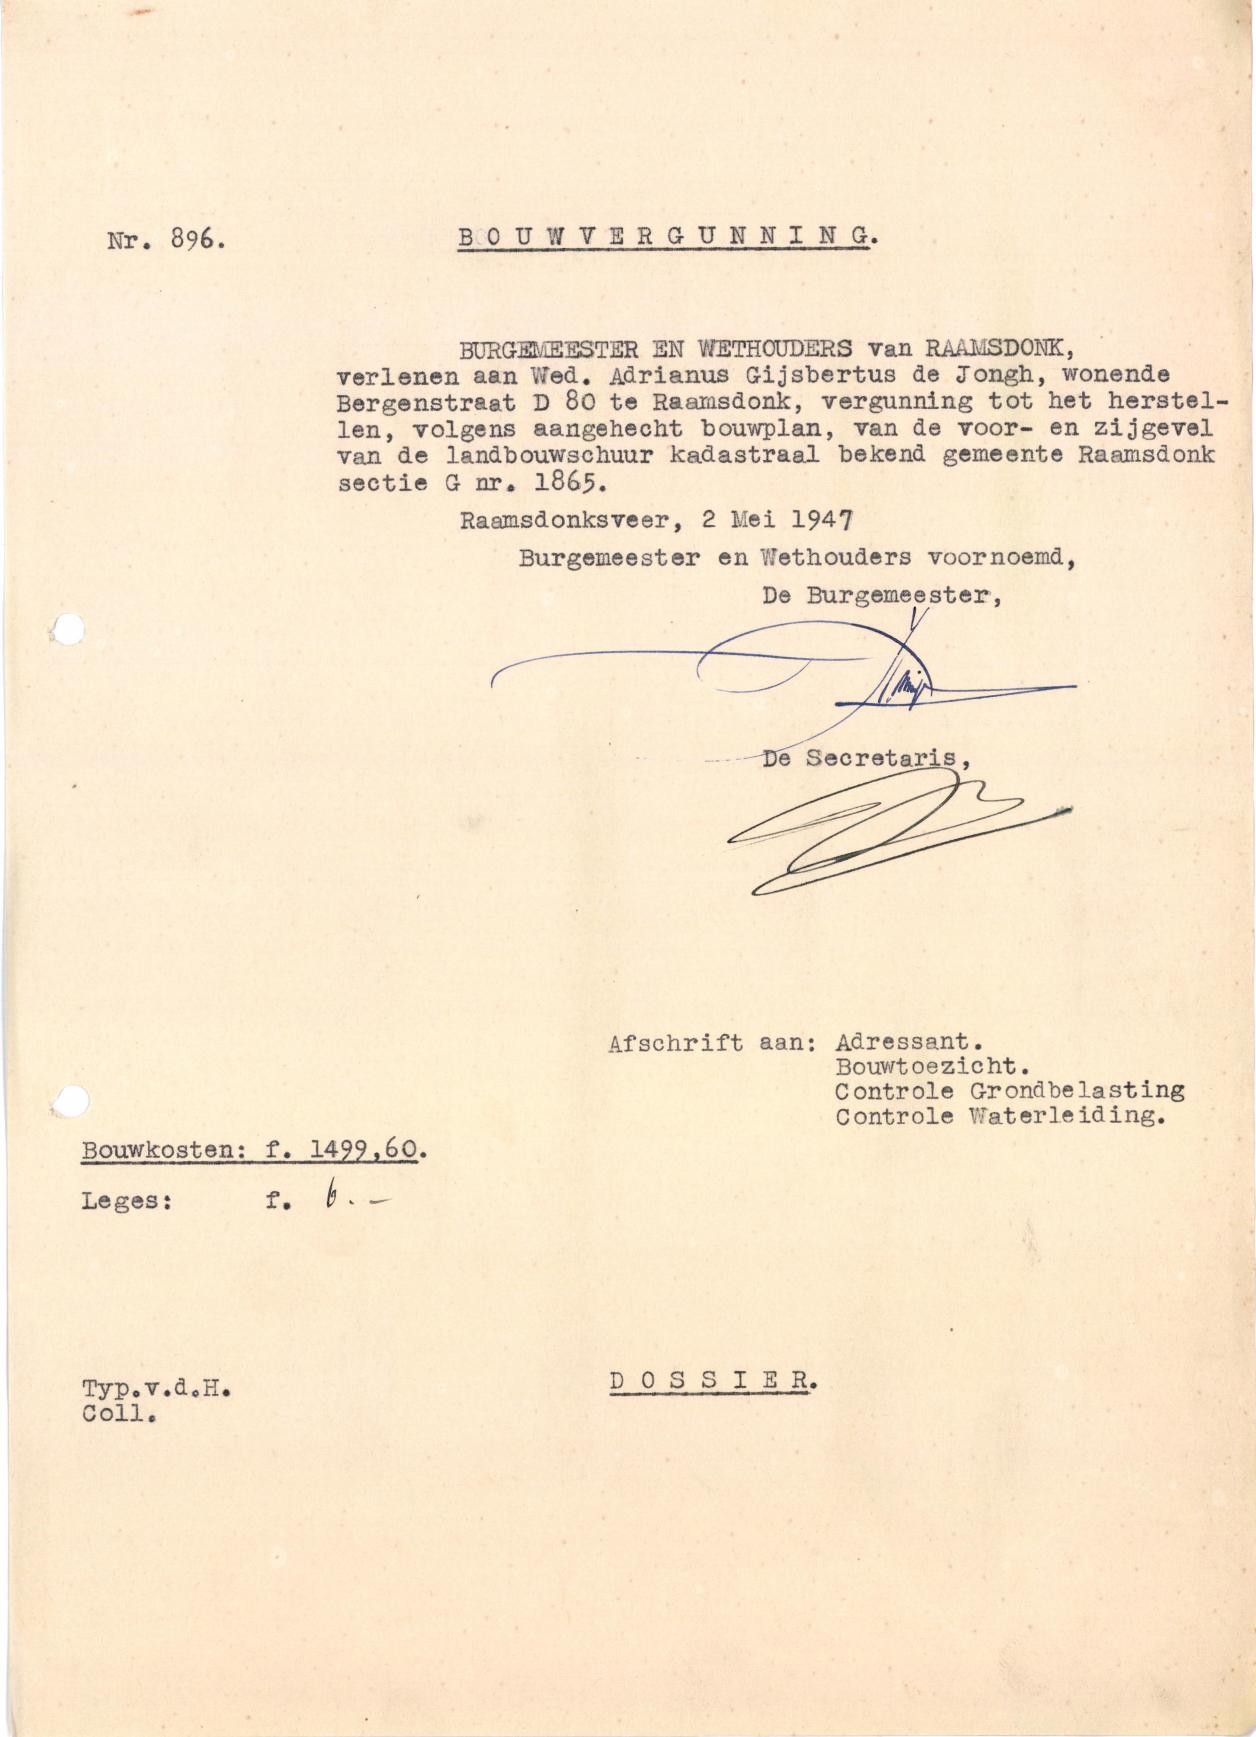 Nr. 896.
BOUWVERGUNNING.
BURGEMEESTER EN WETHOUDERS van RAAMSDONK,
verlenen aan Wed. Adrianus Gijsbertus de Jongh, wonende
Bergenstraat D 80 te Raamsdonk, vergunning tot het herstel-
len, volgens aangehecht bouwplan, van de voor- en zijgevel
van de landbouwschuur kadastraal bekend gemeente Raamsdonk
sectie G nr. 1865.
Raamsdonksveer, 2 Mei 1947
Burgemeester en Wethouders voornoemd,
De Burgemeester,
De Secretaris,
Afschrift aan: Adressant.
Bouwtoezicht.
Controle Grondbelasting
Controle Waterleiding.
Bouwkosten: f. 1499,60.
Leges: f. 6.-
Typ.v.d.H.
Coll.
DOSSIER.